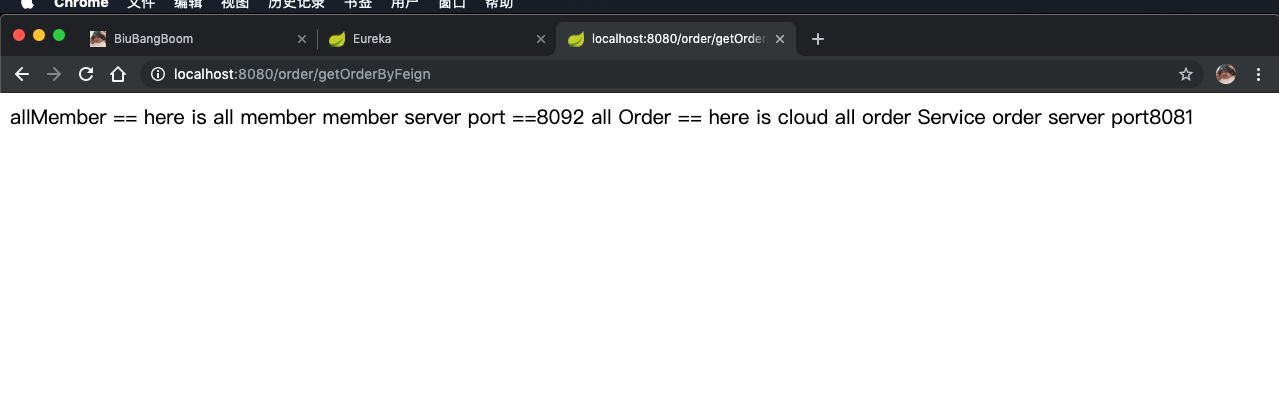 Chrome 文件 编辑 视图 历史记录 书签 用户 窗口 帮助
BiuBangBoom Eureka localhost:8080/order/getOrder
localhost:8080/order/getOrderByFeign
allMember == here is all member member server port ==8092 all Order == here is cloud all order Service order server port8081